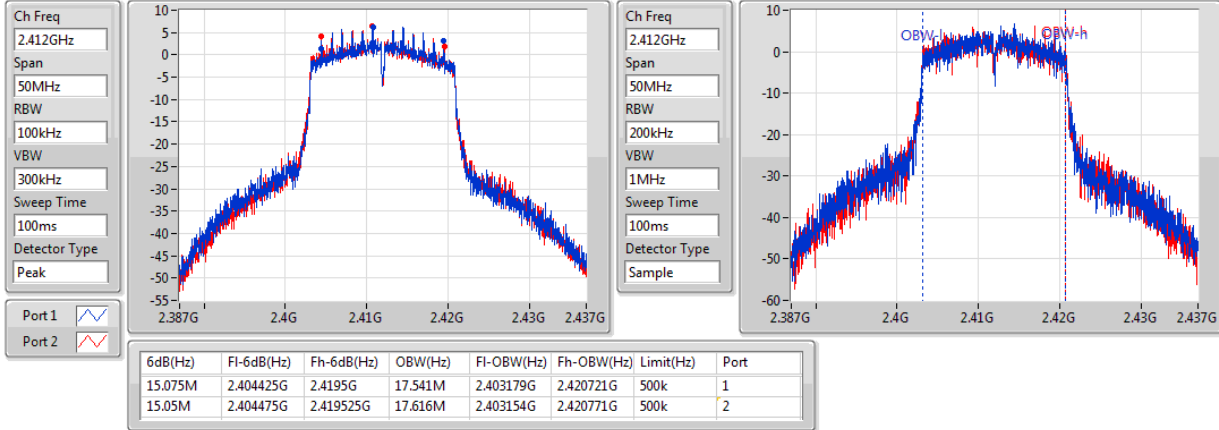 Ch Freq
2.412GHz
Span
50MHz
RBW
100kHz
VBW
300kHz
Sweep Time
100ms
Detector Type
Peak
Port 1
Port 2
10
5
0
-5
-10
-15
-20
-25
-30
-35
-40
-45
-50
-55
2.387G 2.4G 2.41G 2.42G 2.43G 2.437G
Ch Freq
2.412GHz
Span
50MHz
RBW
200kHz
VBW
1MHz
Sweep Time
100ms
Detector Type
Sample
10
0
-10
-20
-30
-40
-50
-60
OBW-l OBW-h
2.387G 2.4G 2.41G 2.42G 2.43G 2.437G
6dB(Hz) Fl-6dB(Hz) Fh-6dB(Hz) OBW(Hz) Fl-OBW(Hz) Fh-OBW(Hz) Limit(Hz) Port
15.075M 2.404425G 2.4195G 17.541M 2.403179G 2.420721G 500k 1
15.05M 2.404475G 2.419525G 17.616M 2.403154G 2.420771G 500k 2